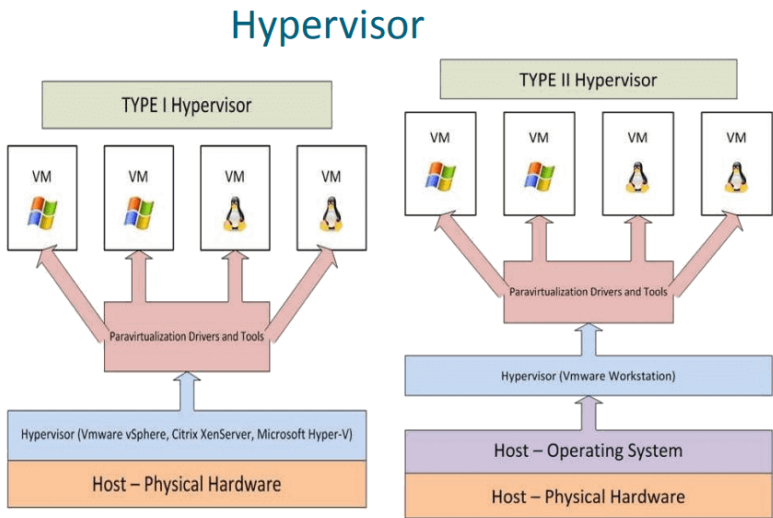 Hypervisor
TYPE I Hypervisor
VM
VM
VM
VM
Paravirtualization Drivers and Tools
Hypervisor (Vmware vSphere, Citrix XenServer, Microsoft Hyper-V)
Host – Physical Hardware
TYPE II Hypervisor
VM
VM
VM
VM
Paravirtualization Drivers and Tools
Hypervisor (Vmware Workstation)
Host – Operating System
Host – Physical Hardware